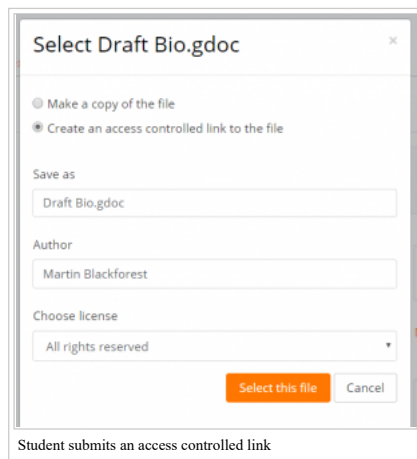 Select Draft Bio.gdoc ×
Make a copy of the file
Create an access controlled link to the file
Save as
Draft Bio.gdoc
Author
Martin Blackforest
Choose license
All rights reserved
Select this file Cancel
Student submits an access controlled link